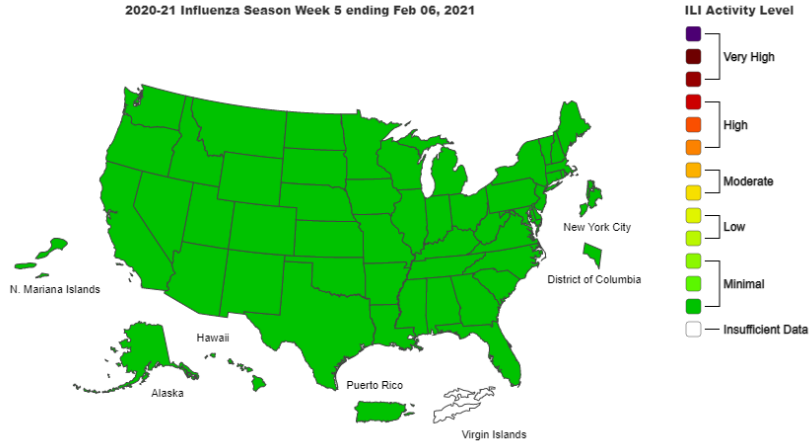 2020-21 Influenza Season Week 5 ending Feb 06, 2021
ILI Activity Level
Very High
High
Moderate
Low
Minimal
Insufficient Data
New York City
District of Columbia
N. Mariana Islands
Hawaii
Alaska
Puerto Rico
Virgin Islands